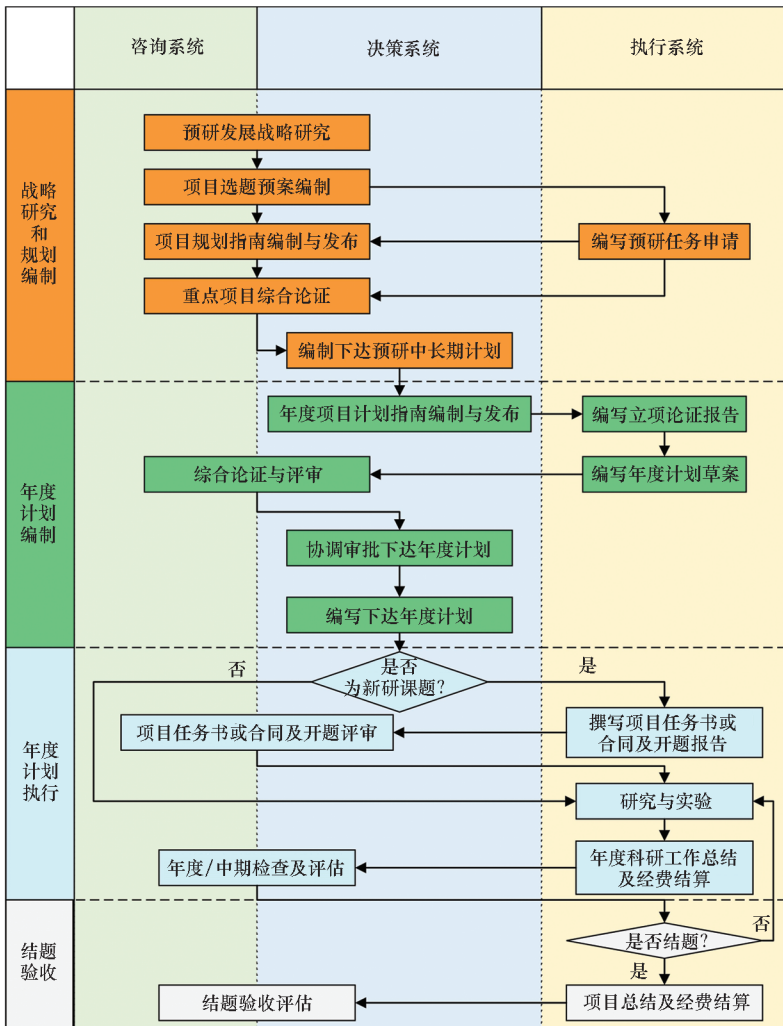 咨询系统
决策系统
执行系统
战略
研究
和
规划
编制
预研发展战略研究
项目选题预案编制
项目规划指南编制与发布
编写预研任务申请
重点项目综合论证
编制下达预研中长期计划
年度
计划
编制
年度项目计划指南编制与发布
编写立项论证报告
综合论证与评审
编写年度计划草案
协调审批下达年度计划
编写下达年度计划
年度
计划
执行
否
是否
为新研课题?
是
项目任务书或合同及开题评审
撰写项目任务书或
合同及开题报告
研究与实验
年度/中期检查及评估
年度科研工作总结
及经费结算
结题
验收
是否结题?
否
是
结题验收评估
项目总结及经费结算